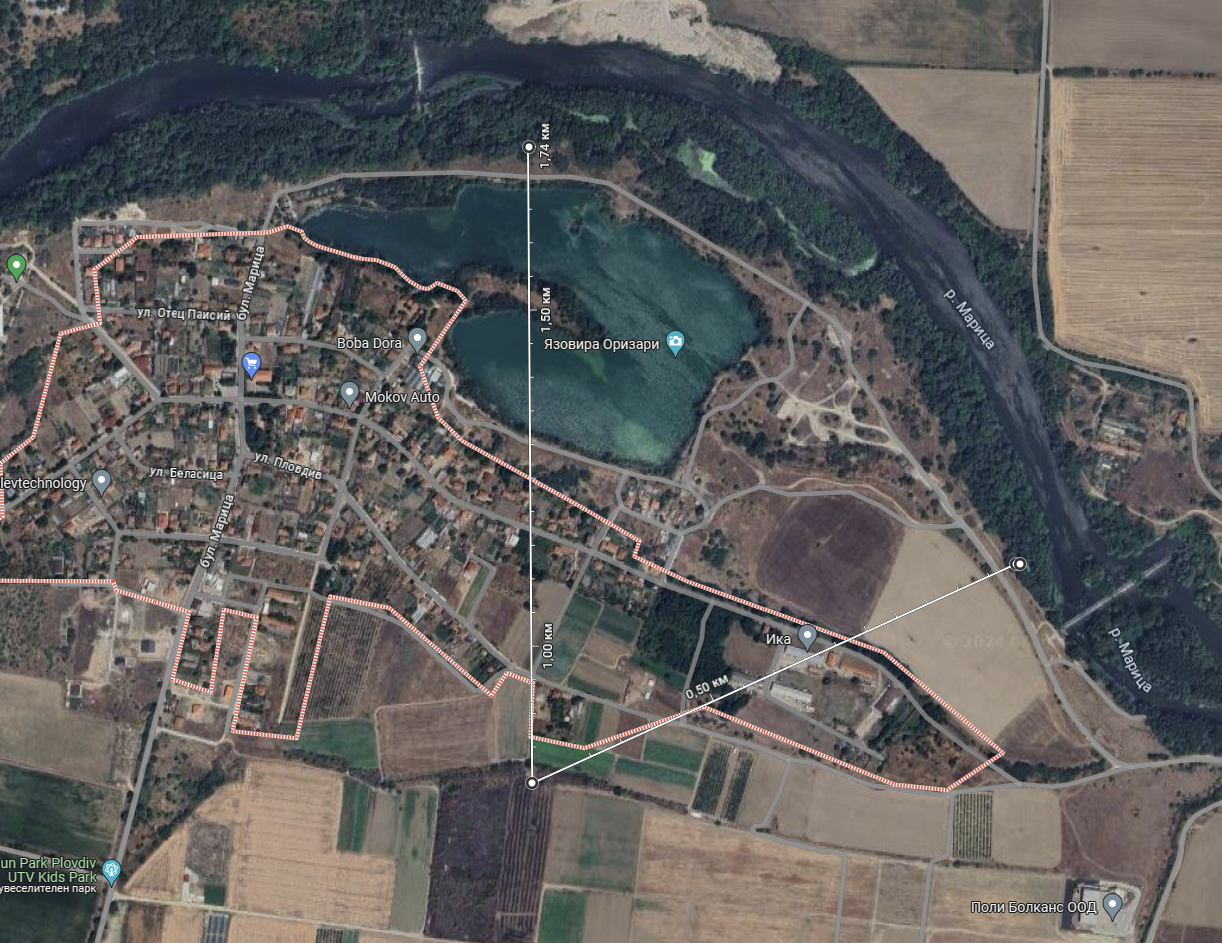 1,74 км
р. Марица
бул. Марица
ул. Отец Паисий
1,50 км
Boba Dora
Язовира Оризари
Mokov Auto
ул. Пловдив
ул. Беласица
levtechnology
бул. Марица
1,00 км
Ика
р. Марица
0,50 км
un Park Plovdiv
UTV Kids Park
увеселителен парк
Поли Болканс ООД